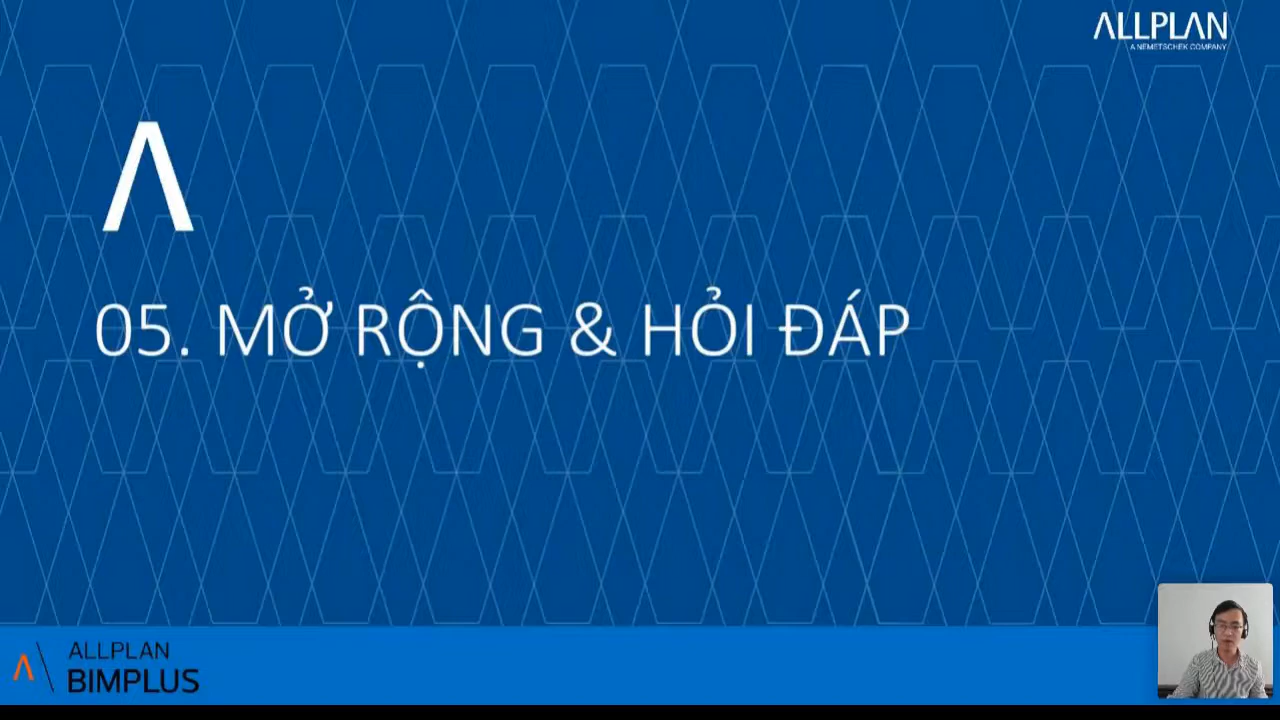 ALLPLAN
A NEMETSCHEK COMPANY
05. MỞ RỘNG & HỎI ĐÁP
ALLPLAN
BIMPLUS